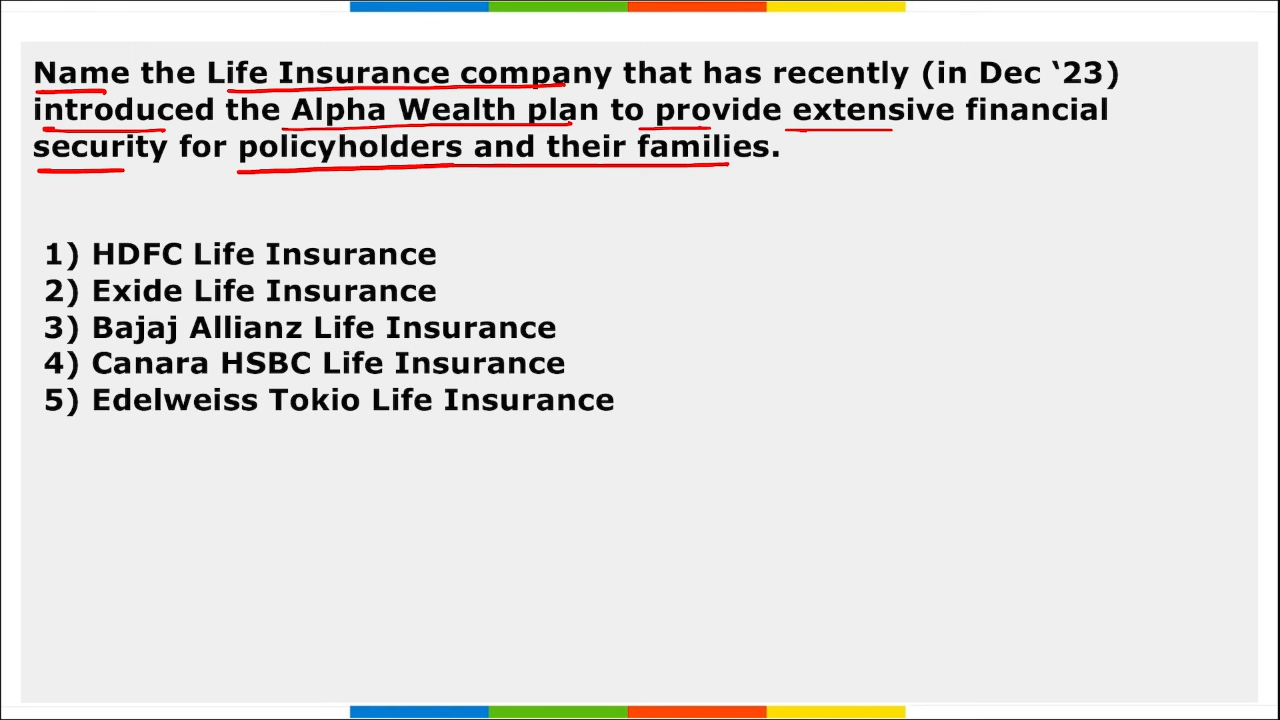 Name the Life Insurance company that has recently (in Dec ‘23)
introduced the Alpha Wealth plan to provide extensive financial
security for policyholders and their families.
1) HDFC Life Insurance
2) Exide Life Insurance
3) Bajaj Allianz Life Insurance
4) Canara HSBC Life Insurance
5) Edelweiss Tokio Life Insurance